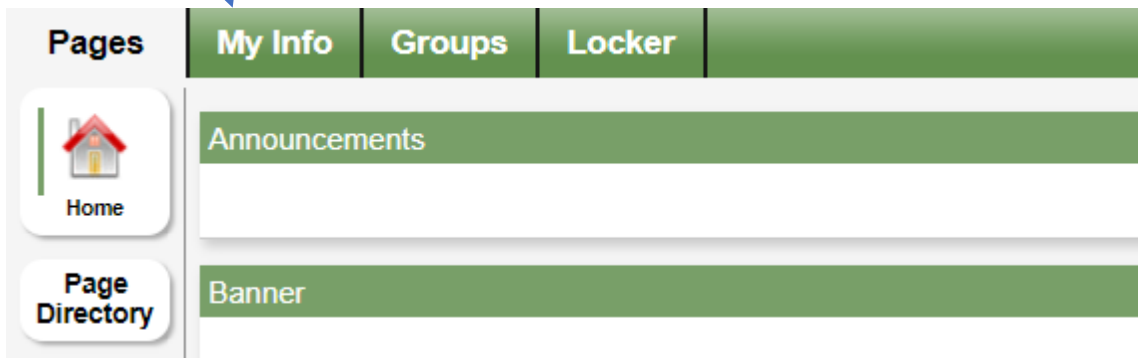 Pages My Info Groups Locker
Announcements
Home
Page
Directory
Banner